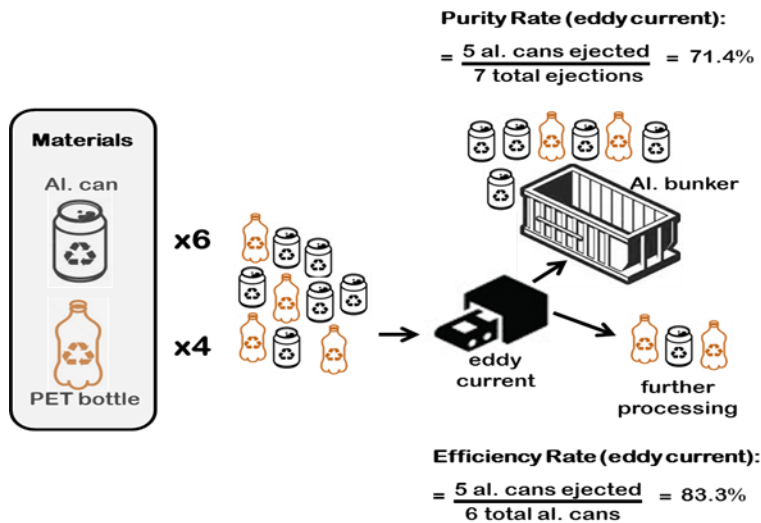 Purity Rate (eddy current):
= 5 al. cans ejected / 7 total ejections = 71.4%
Materials
Al. can
x6
PET bottle
x4
Al. bunker
eddy
current
further
processing
Efficiency Rate (eddy current):
= 5 al. cans ejected / 6 total al. cans = 83.3%